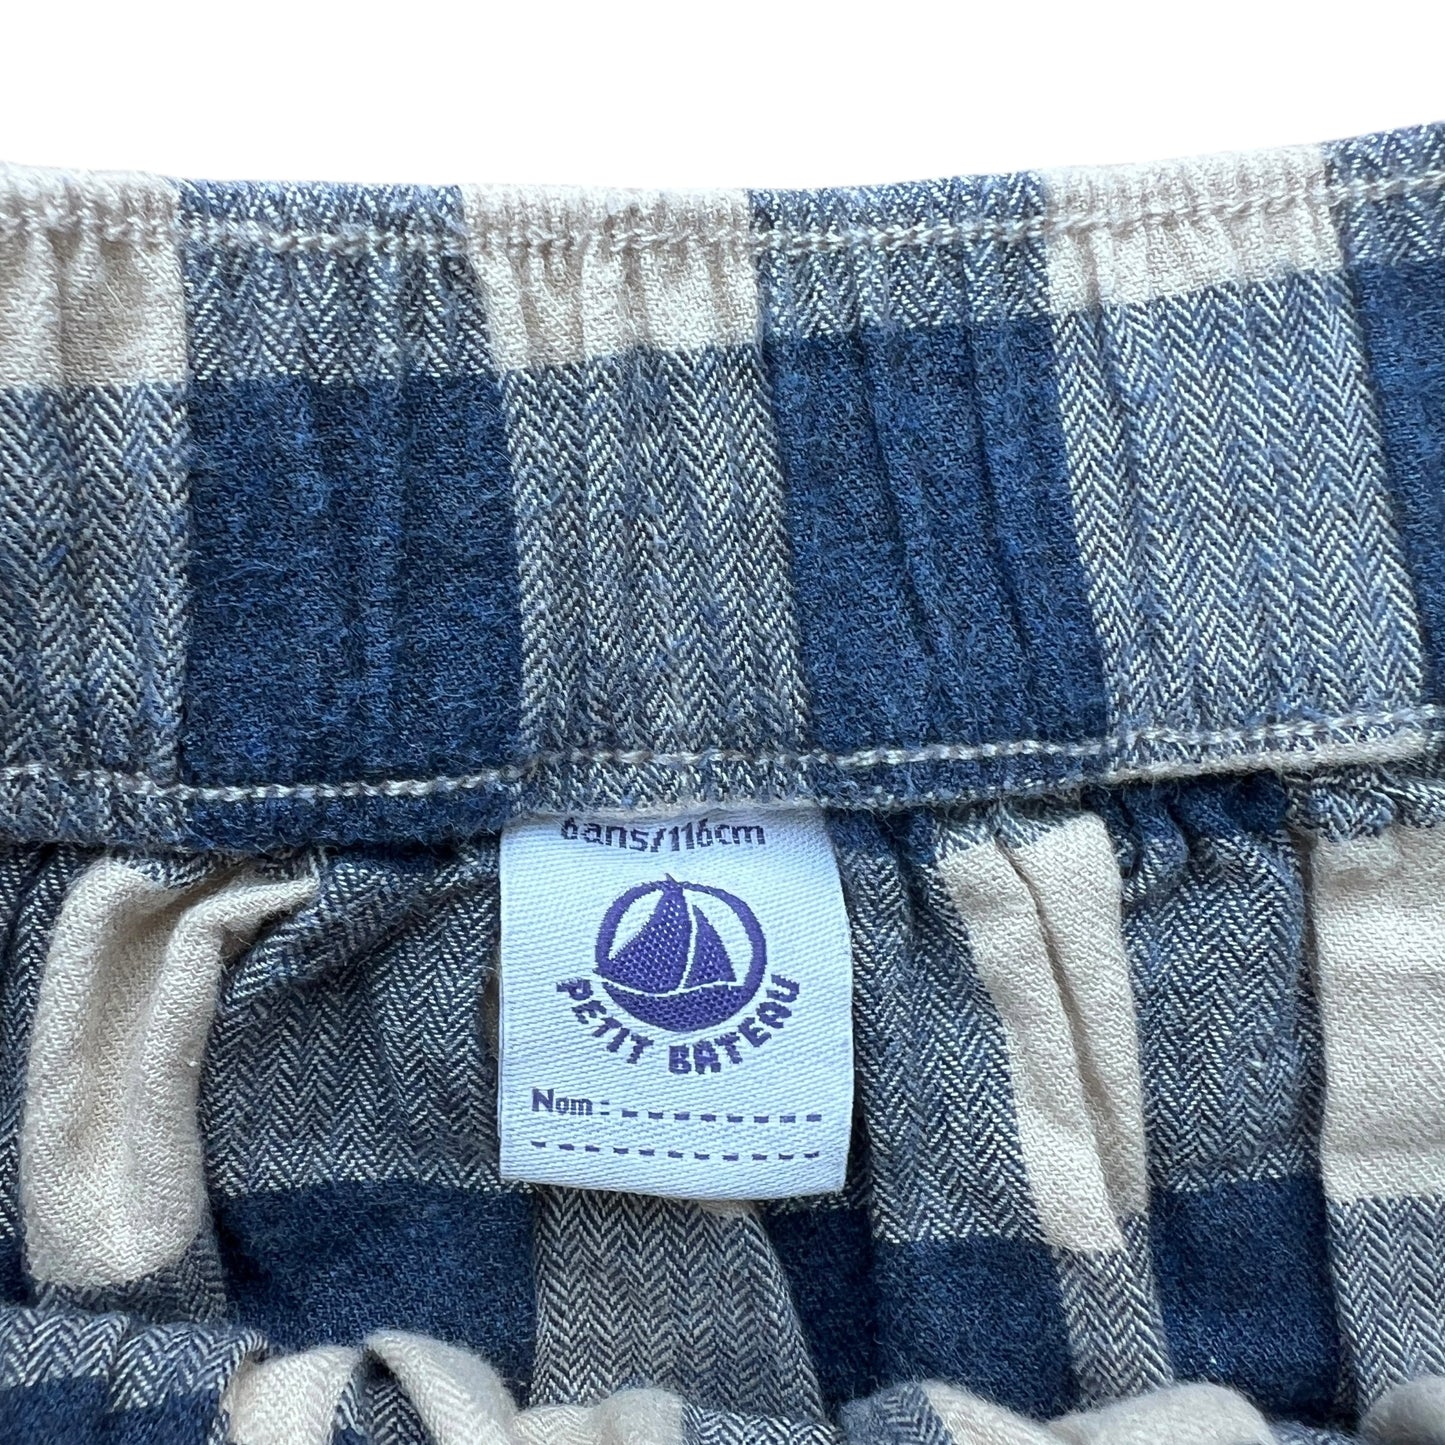 6ans/116cm
PETIT BATEAU
Nom :